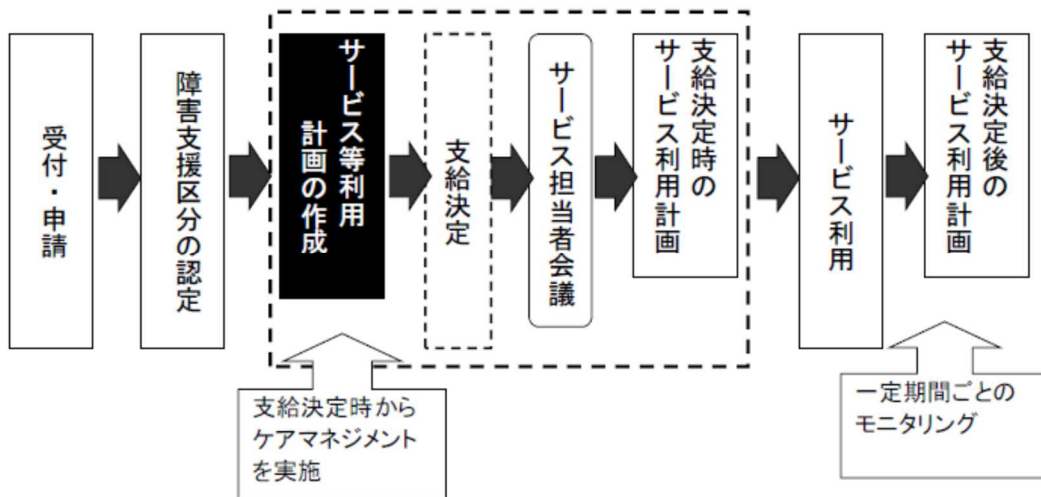 受付・申請
障害支援区分の認定
サービス等利用
計画の作成
支給決定
サービス担当者会議
支給決定時の
サービス利用計画
サービス利用
支給決定後の
サービス利用計画
支給決定時から
ケアマネジメント
を実施
一定期間ごとの
モニタリング